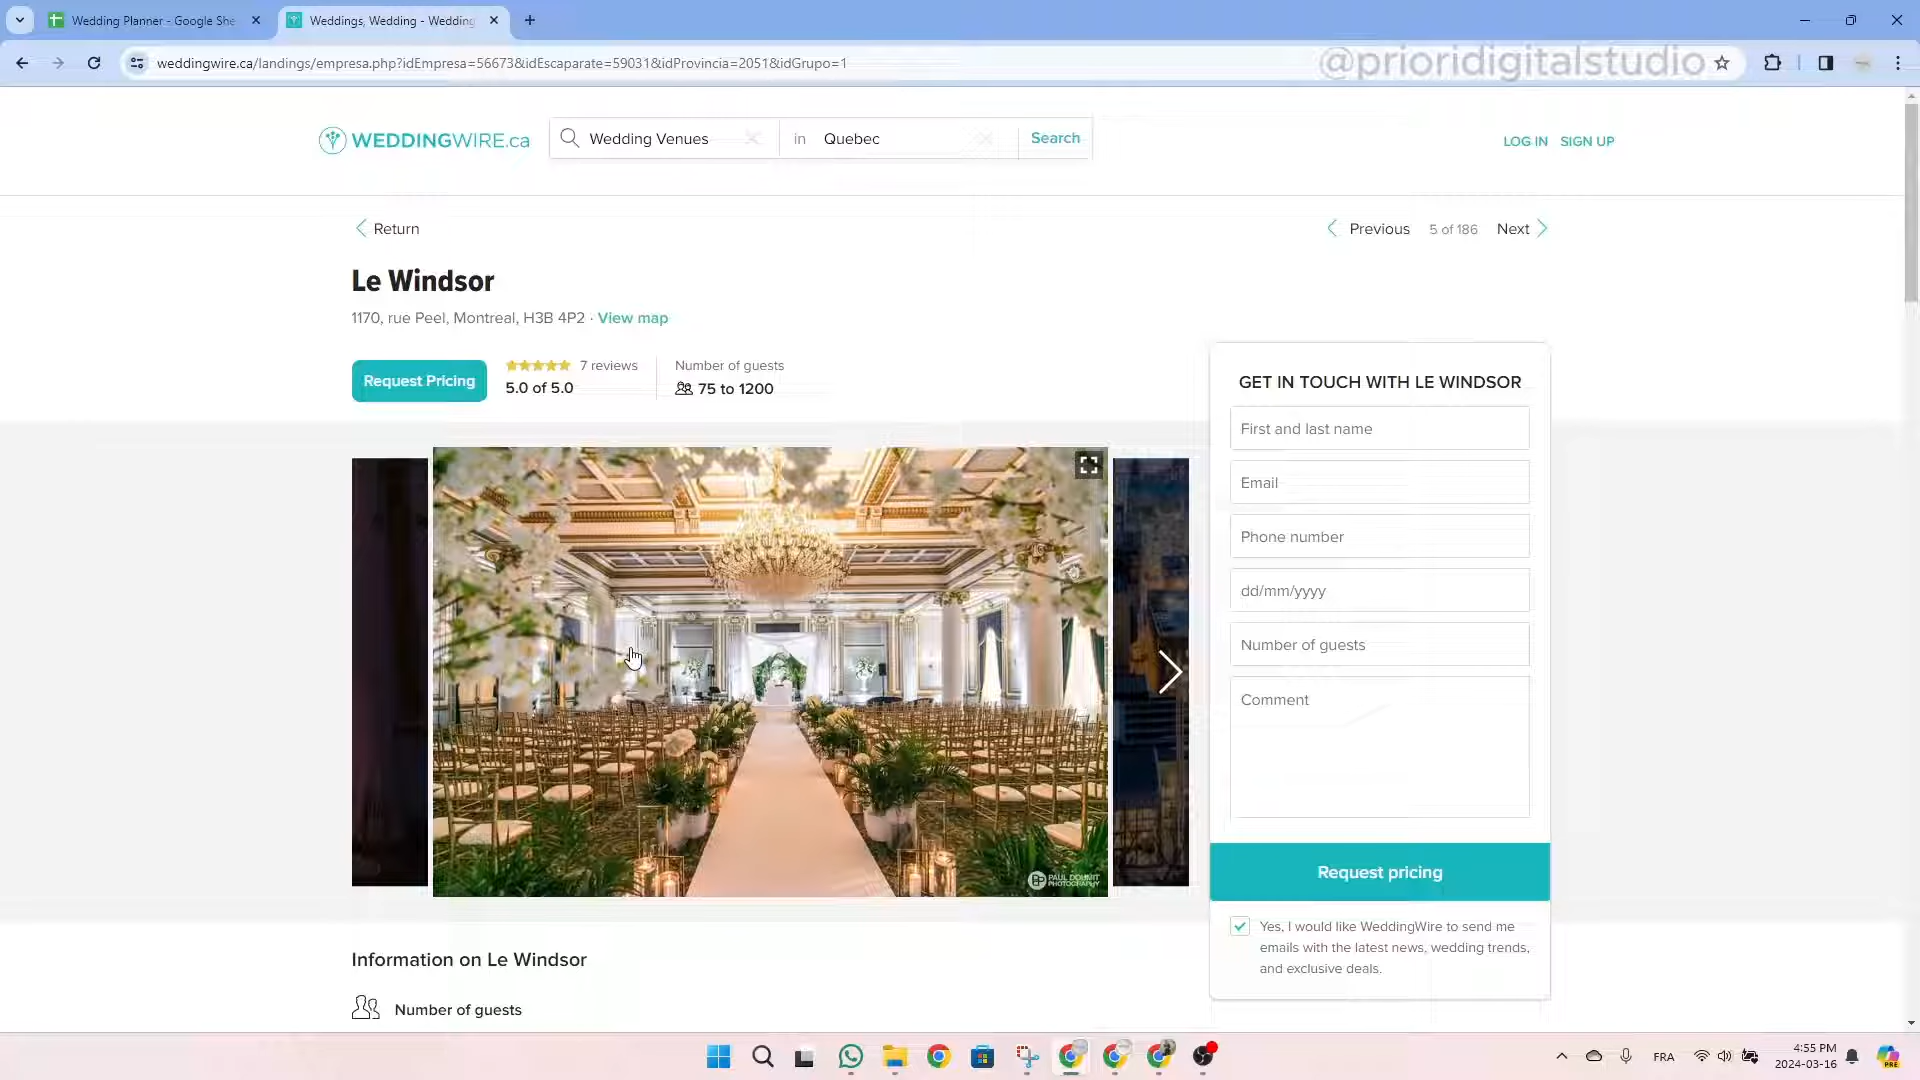 Wedding Planner - Google She
Weddings, Wedding - Wedding
weddingwire.ca/landings/empresa.php?idEmpresa=56673&idEscaparate=59031&idProvincia=2051&idGrupo=1
@prioridigitalstudio
WEDDINGWIRE.ca
Wedding Venues
in
Quebec
Search
LOG IN
SIGN UP
Return
Previous
5 of 186
Next
Le Windsor
1170, rue Peel, Montreal, H3B 4P2 · View map
Request Pricing
7 reviews
5.0 of 5.0
Number of guests
75 to 1200
GET IN TOUCH WITH LE WINDSOR
First and last name
Email
Phone number
dd/mm/yyyy
Number of guests
Comment
Request pricing
Yes, I would like WeddingWire to send me
emails with the latest news, wedding trends,
and exclusive deals.
PAUL DOUHIT
PHOTOGRAPHY
Information on Le Windsor
Number of guests
FRA
4:55 PM
2024-03-16
PRE